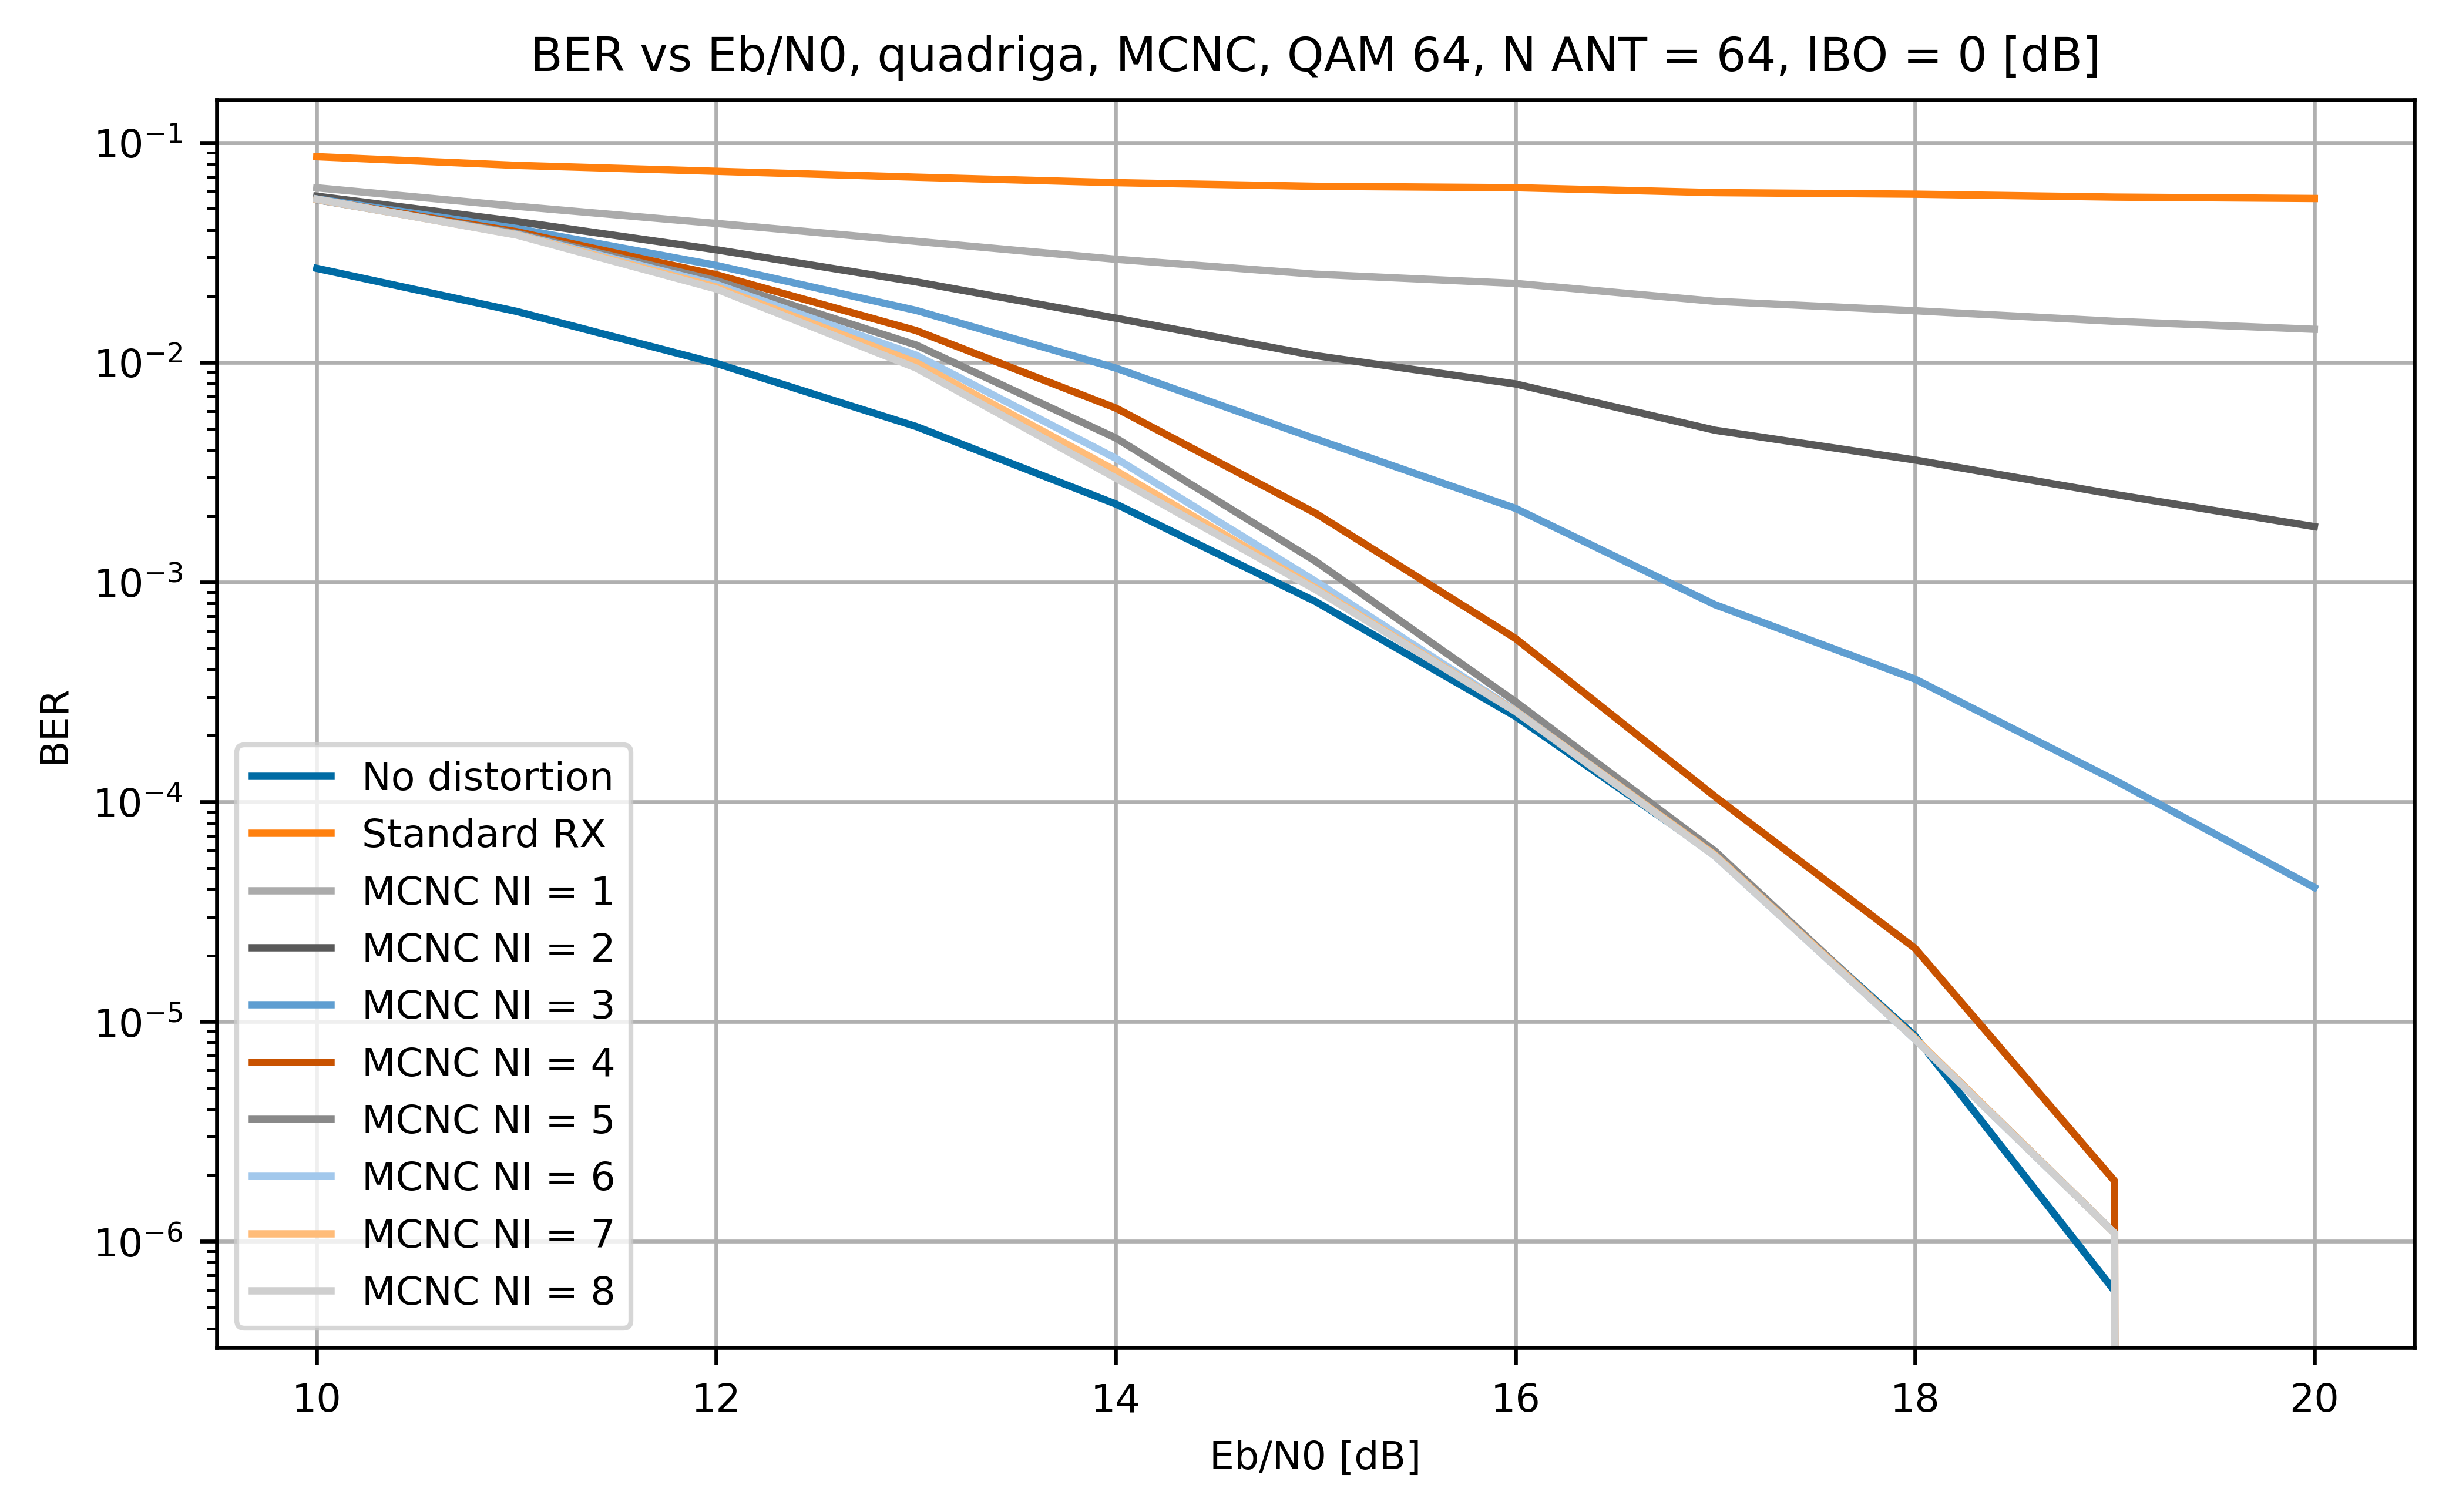 BER vs Eb/N0, quadriga, MCNC, QAM 64, N ANT = 64, IBO = 0 [dB]
10⁻¹
10⁻²
10⁻³
10⁻⁴
10⁻⁵
10⁻⁶
BER
No distortion
Standard RX
MCNC NI = 1
MCNC NI = 2
MCNC NI = 3
MCNC NI = 4
MCNC NI = 5
MCNC NI = 6
MCNC NI = 7
MCNC NI = 8
10 12 14 16 18 20
Eb/N0 [dB]